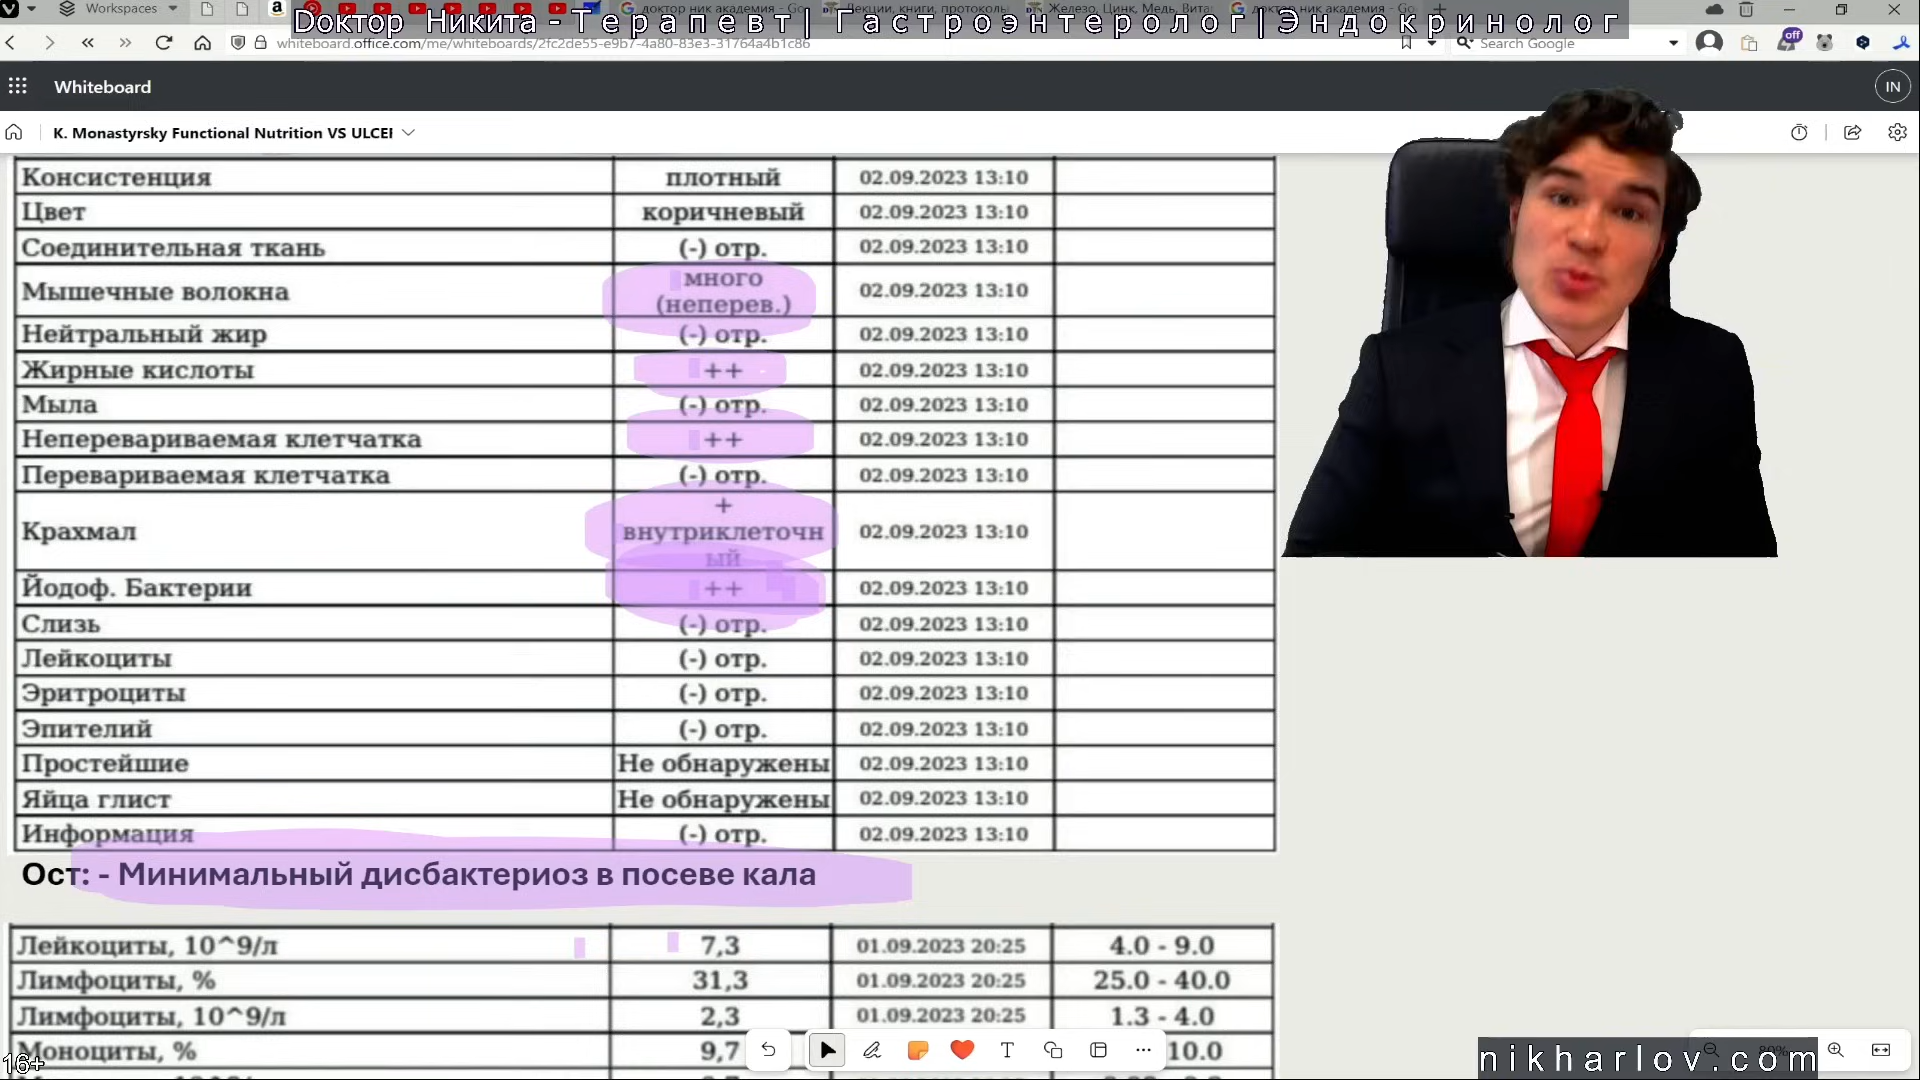 Dоктор Никита - Терапевт| Гастроэнтеролог|Эндокринолог
Workspaces
whiteboard.office.com/me/whiteboards/2fc2de55-e9b7-4a80-83e3-31764a4b1c86
Search Google
off
Whiteboard
IN
K. Monastyrsky Functional Nutrition VS ULCEI
Консистенция плотный 02.09.2023 13:10
Цвет коричневый 02.09.2023 13:10
Соединительная ткань (-) отр. 02.09.2023 13:10
Мышечные волокна много (неперев.) 02.09.2023 13:10
Нейтральный жир (-) отр. 02.09.2023 13:10
Жирные кислоты ++ 02.09.2023 13:10
Мыла (-) отр. 02.09.2023 13:10
Неперевариваемая клетчатка ++ 02.09.2023 13:10
Перевариваемая клетчатка (-) отр. 02.09.2023 13:10
Крахмал + внутриклеточный 02.09.2023 13:10
Йодоф. Бактерии ++ 02.09.2023 13:10
Слизь (-) отр. 02.09.2023 13:10
Лейкоциты (-) отр. 02.09.2023 13:10
Эритроциты (-) отр. 02.09.2023 13:10
Эпителий (-) отр. 02.09.2023 13:10
Простейшие Не обнаружены 02.09.2023 13:10
Яйца глист Не обнаружены 02.09.2023 13:10
Информация (-) отр. 02.09.2023 13:10
Ост: - Минимальный дисбактериоз в посеве кала
Лейкоциты, 10^9/л 7,3 01.09.2023 20:25 4.0 - 9.0
Лимфоциты, % 31,3 01.09.2023 20:25 25.0 - 40.0
Лимфоциты, 10^9/л 2,3 01.09.2023 20:25 1.3 - 4.0
Моноциты, % 9,7 10.0
16+
nikharlov.com